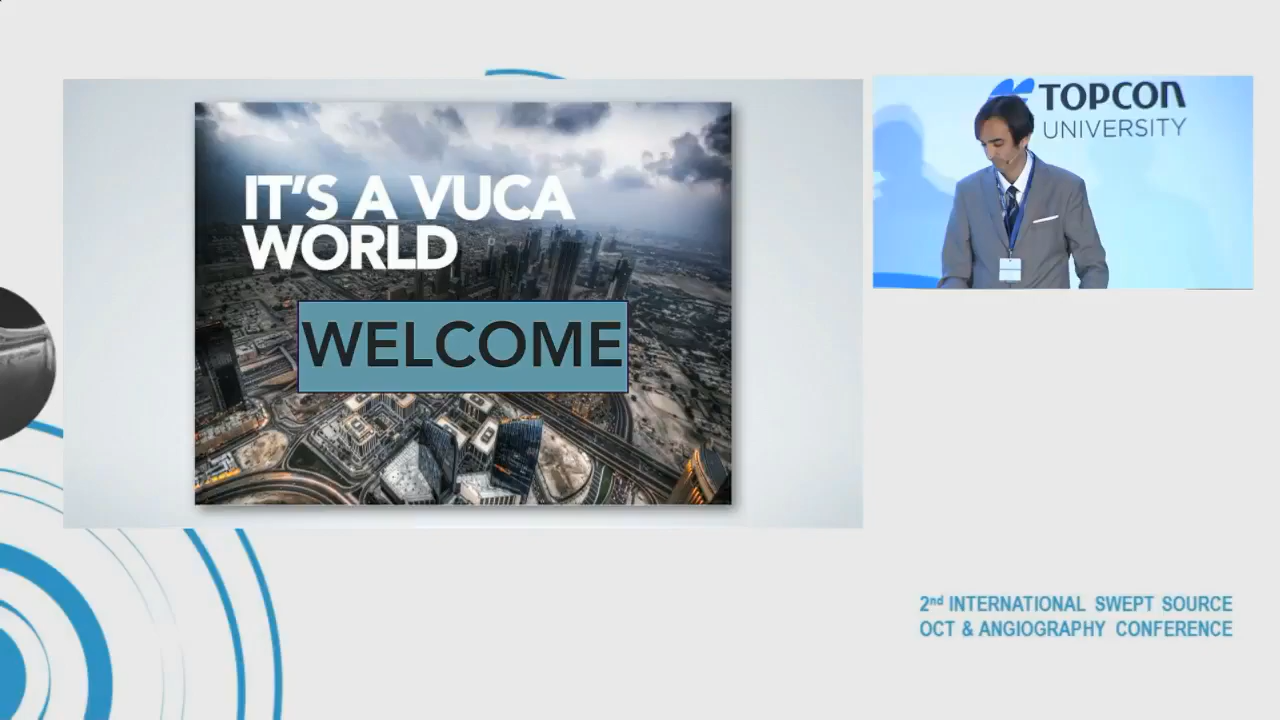 IT'S A VUCA
WORLD
WELCOME
TOPCON
UNIVERSITY
2nd INTERNATIONAL SWEPT SOURCE
OCT & ANGIOGRAPHY CONFERENCE